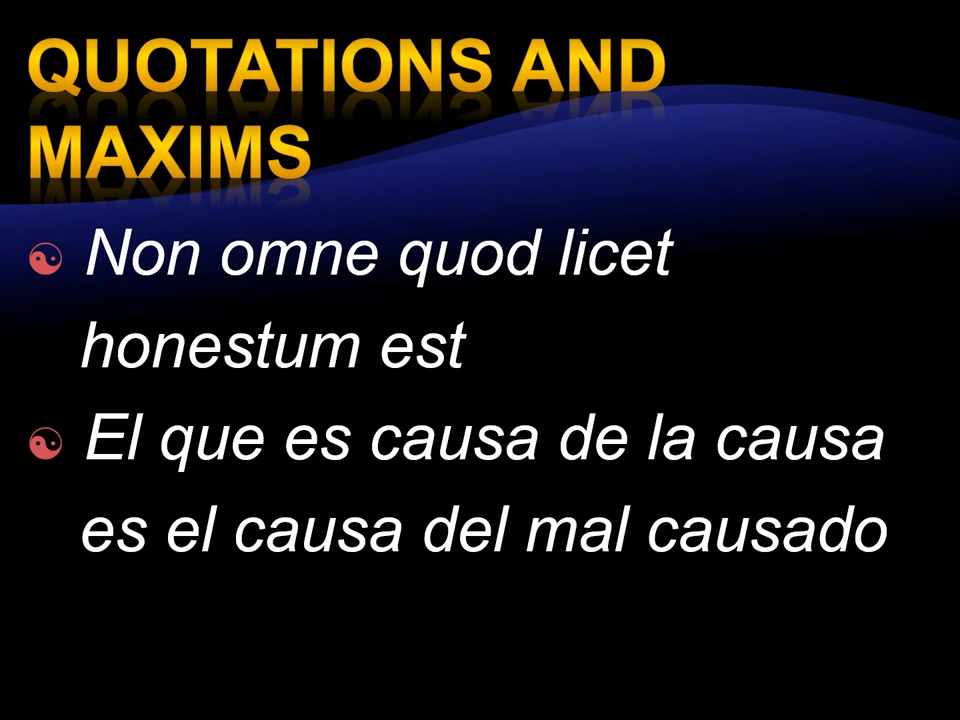 QUOTATIONS AND
MAXIMS
☯ Non omne quod licet
honestum est
☯ El que es causa de la causa
es el causa del mal causado